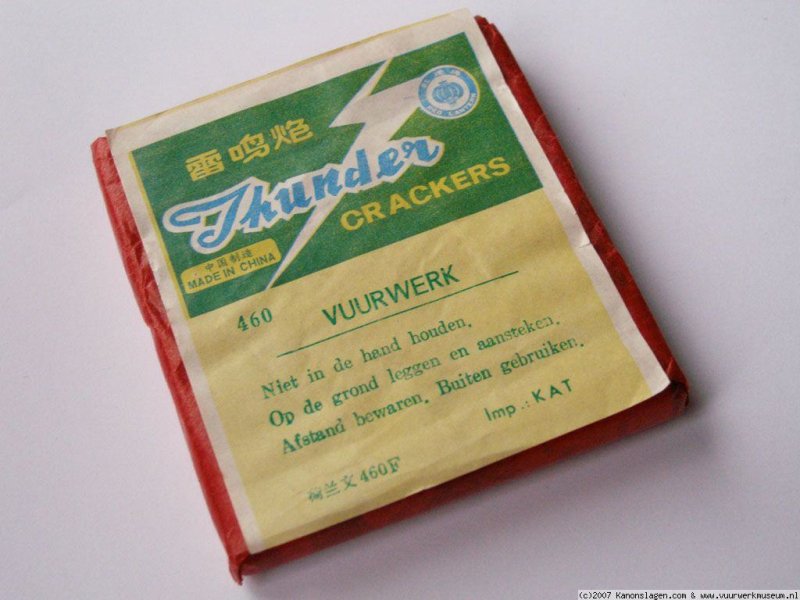 雷鸣炮
Thunder
CRACKERS
RED LANTERN
中国制造
MADE IN CHINA
460
VUURWERK
Niet in de hand houden.
Op de grond leggen en aansteken.
Afstand bewaren. Buiten gebruiken.
Imp.: KAT
荷兰文460F
(c)2007 Kanonslagen.com & www.vuurwerkmuseum.nl